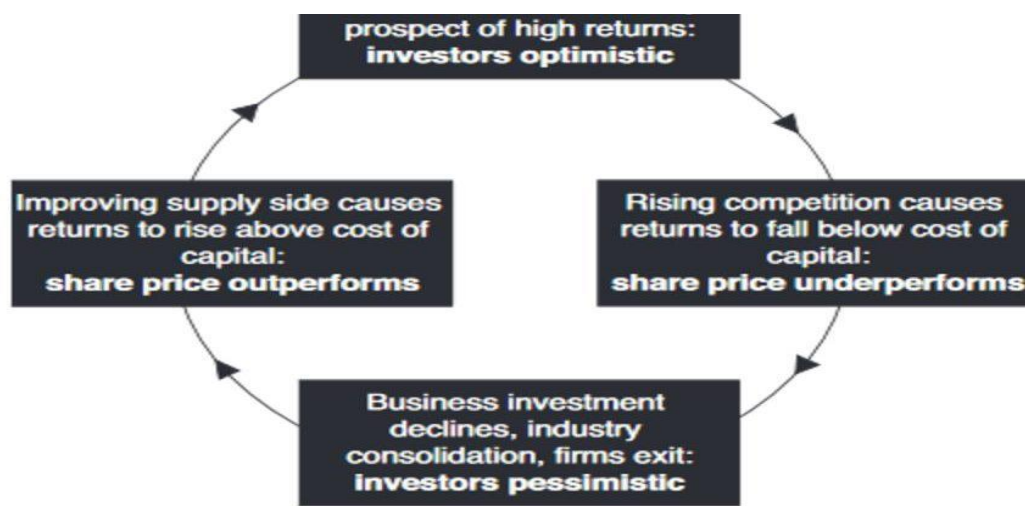 prospect of high returns:
investors optimistic
Improving supply side causes
returns to rise above cost of
capital:
share price outperforms
Rising competition causes
returns to fall below cost of
capital:
share price underperforms
Business investment
declines, industry
consolidation, firms exit:
investors pessimistic